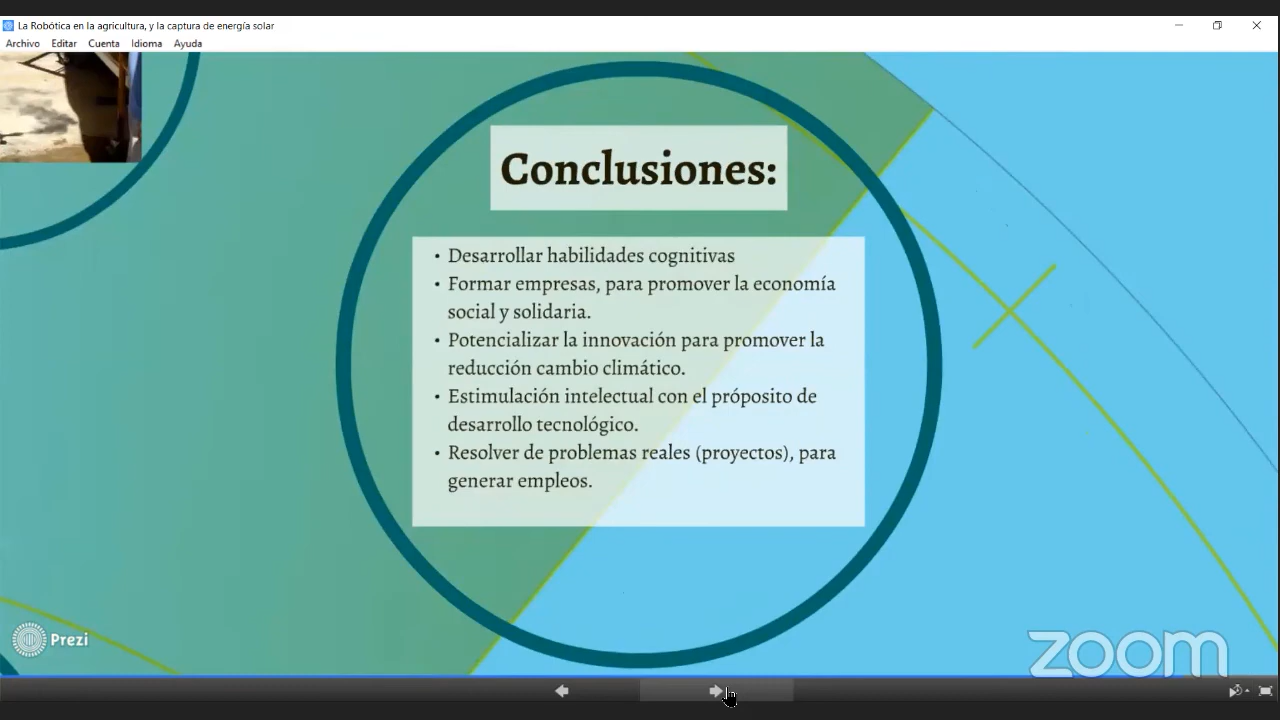 La Robótica en la agricultura, y la captura de energía solar
Archivo Editar Cuenta Idioma Ayuda
Conclusiones:
• Desarrollar habilidades cognitivas
• Formar empresas, para promover la economía
social y solidaria.
• Potencializar la innovación para promover la
reducción cambio climático.
• Estimulación intelectual con el próposito de
desarrollo tecnológico.
• Resolver de problemas reales (proyectos), para
generar empleos.
Prezi
zoom